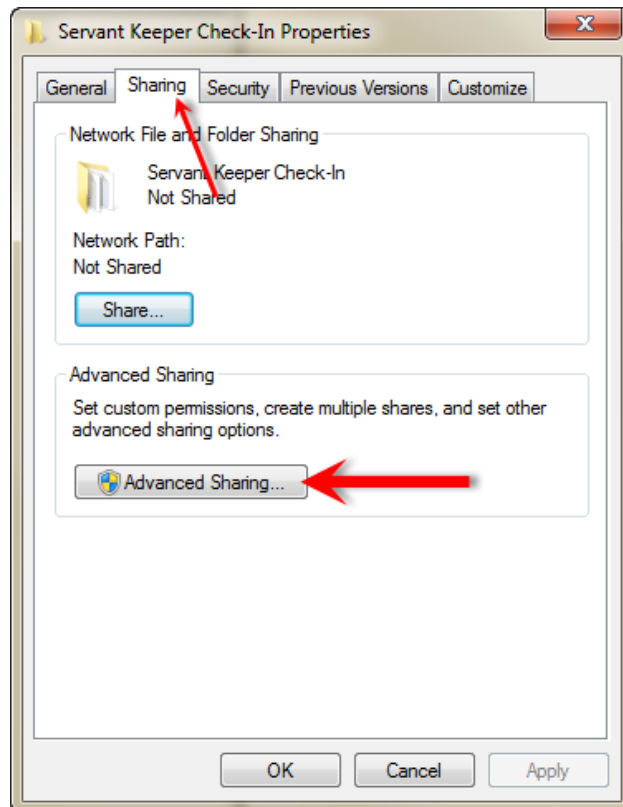 Servant Keeper Check-In Properties
General Sharing Security Previous Versions Customize
Network File and Folder Sharing
Servant Keeper Check-In
Not Shared
Network Path:
Not Shared
Share...
Advanced Sharing
Set custom permissions, create multiple shares, and set other
advanced sharing options.
Advanced Sharing...
OK Cancel Apply